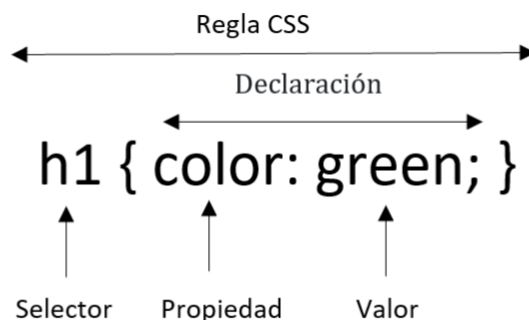 Regla CSS
Declaración
h1 { color: green; }
Selector Propiedad Valor